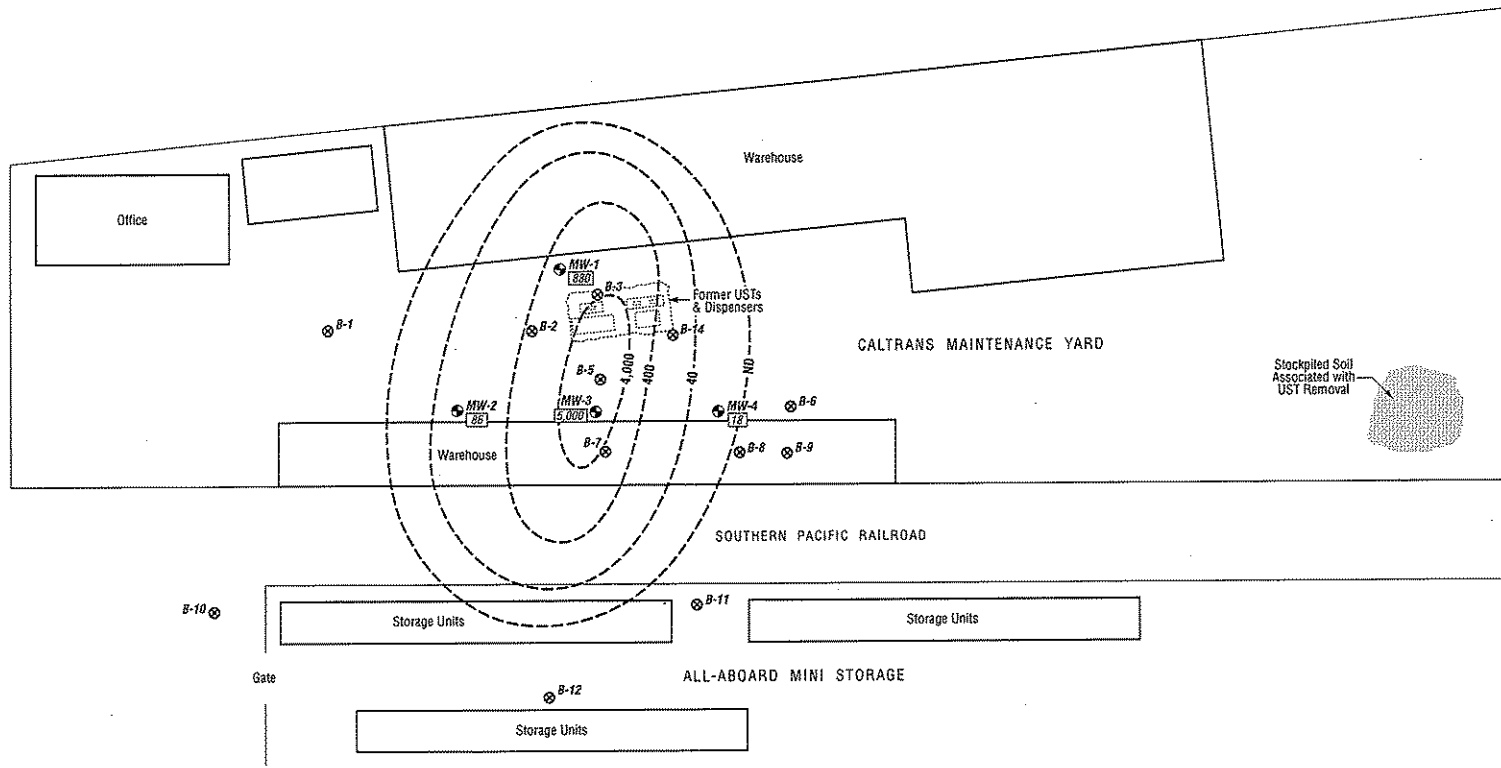 Warehouse
Office
MW-1
880
B-3
Former USTs
& Dispensers
B-1
B-2
B-14
CALTRANS MAINTENANCE YARD
4,000
400
40
ND
B-5
Stockpiled Soil
Associated with
UST Removal
MW-2
86
MW-3
5,000
MW-4
18
B-6
B-7
Warehouse
B-8
B-9
SOUTHERN PACIFIC RAILROAD
B-10
B-11
Storage Units
Storage Units
Gate
ALL-ABOARD MINI STORAGE
B-12
Storage Units